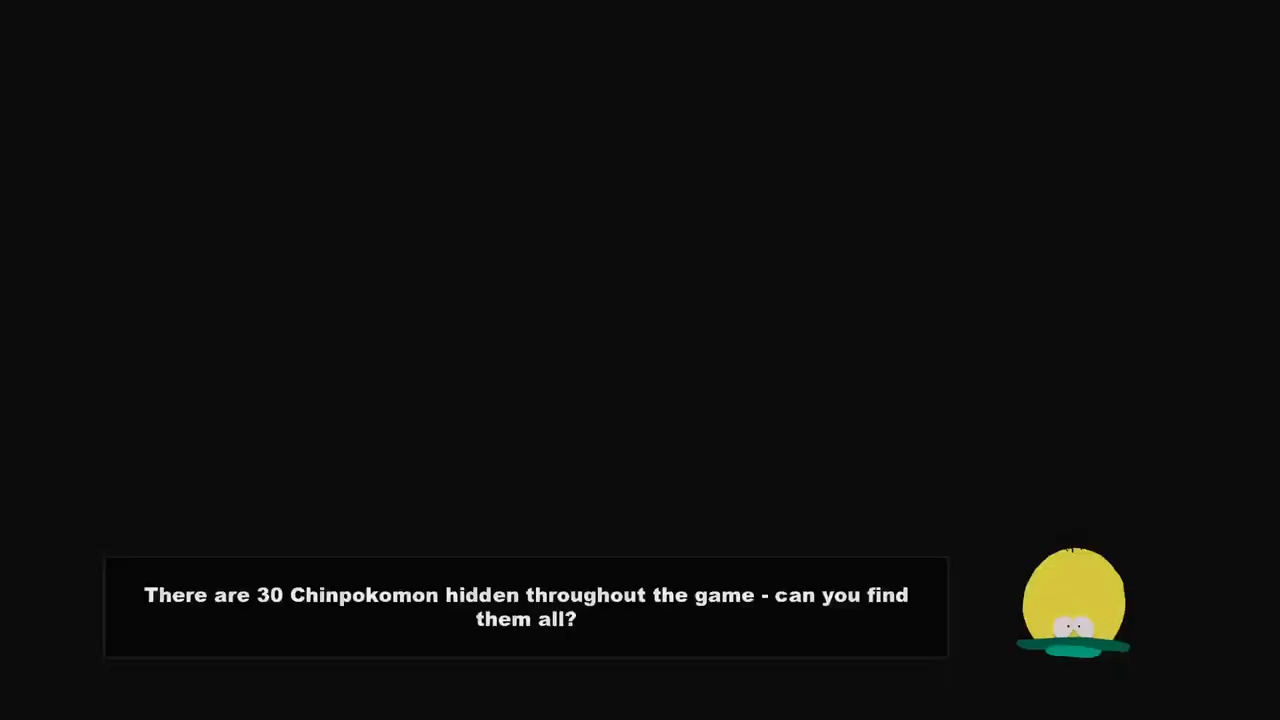 There are 30 Chinpokomon hidden throughout the game - can you find
them all?